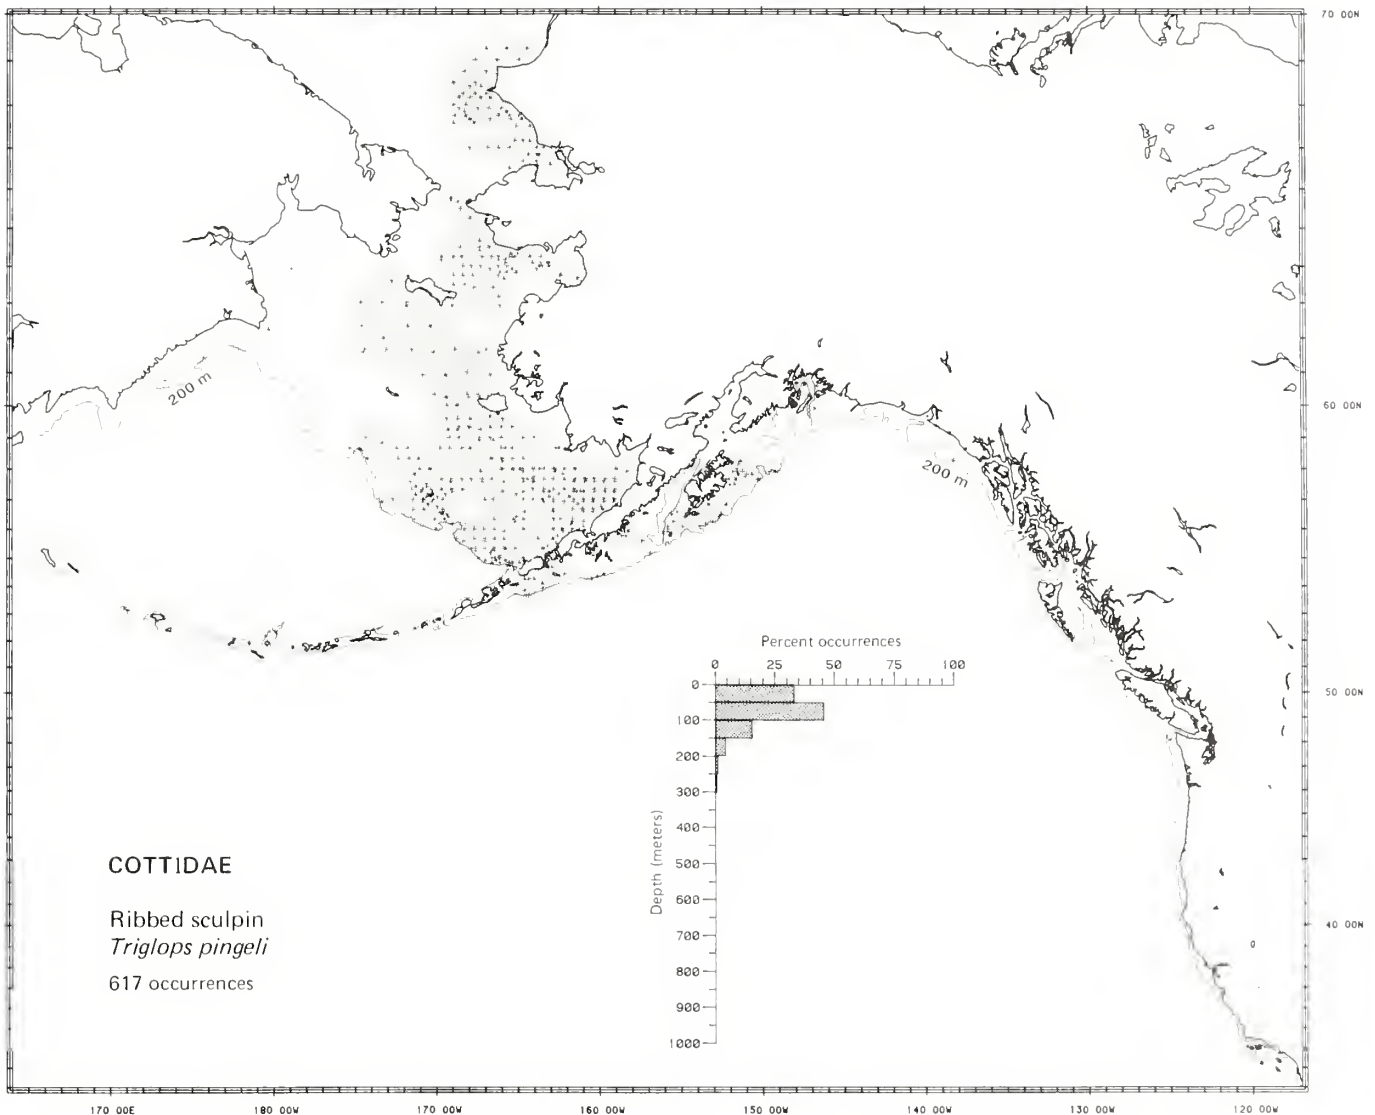 70 00N
200 m
60 00N
200 m
Percent occurrences
0 25 50 75 100
0
100
200
300
400
500
600
700
800
900
1000
Depth (meters)
50 00N
40 00N
COTTIDAE
Ribbed sculpin
Triglops pingeli
617 occurrences
170 00E 180 00W 170 00W 160 00W 150 00W 140 00W 130 00W 120 00W